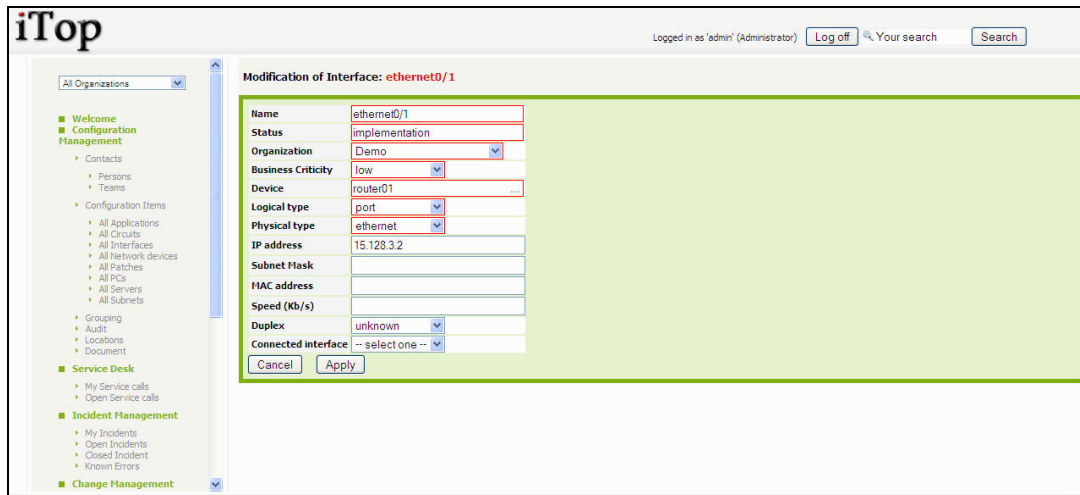 iTop
Logged in as 'admin' (Administrator) Log off Your search Search
All Organizations
Welcome
Configuration Management
Contacts
Persons
Teams
Configuration Items
All Applications
All Circuits
All Interfaces
All Network devices
All Patches
All PCs
All Servers
All Subnets
Grouping
Audit
Locations
Document
Service Desk
My Service calls
Open Service calls
Incident Management
My Incidents
Open Incidents
Closed Incident
Known Errors
Change Management
Modification of Interface: ethernet0/1
Name ethernet0/1
Status implementation
Organization Demo
Business Criticity low
Device router01 ...
Logical type port
Physical type ethernet
IP address 15.128.3.2
Subnet Mask
MAC address
Speed (Kb/s)
Duplex unknown
Connected interface -- select one --
Cancel Apply